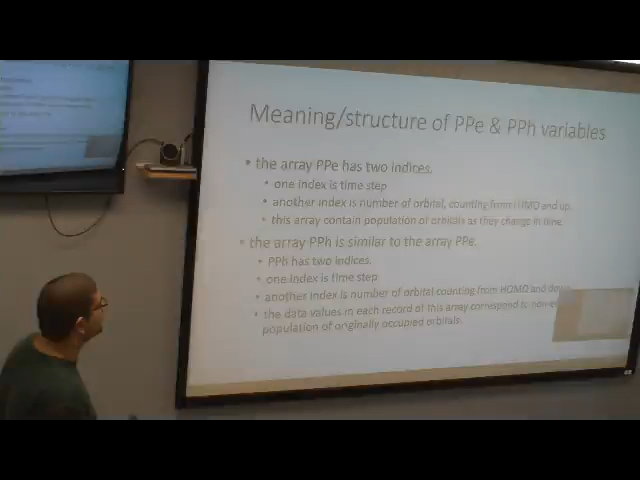 Meaning/structure of PPe & PPh variables
• the array PPe has two indices.
• one index is time step
• another index is number of orbital, counting from and up.
• this array contain population of orbitals as they change in time.
• the array PPh is similar to the array PPe.
• PPh has two indices.
• one index is time step
• another index is number of orbital counting from HOMO and
• the data values in each record of this array correspond to
population of originally occupied orbitals.